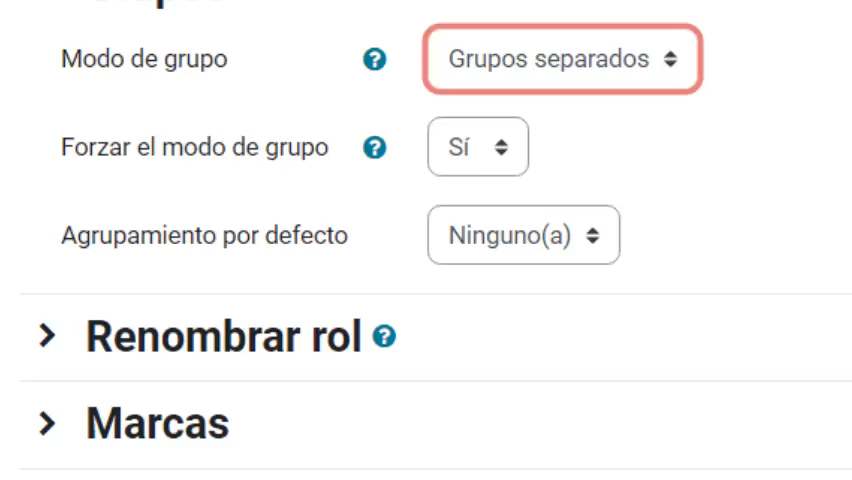 Modo de grupo ? Grupos separados
Forzar el modo de grupo ? Sí
Agrupamiento por defecto Ninguno(a)
Renombrar rol ?
Marcas